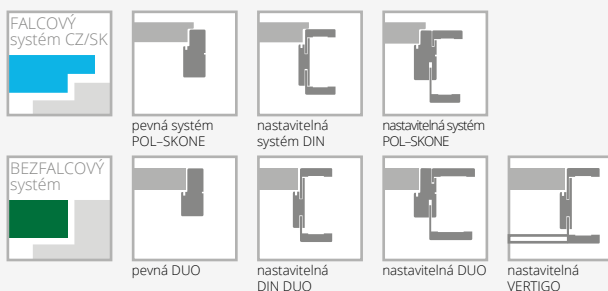 FALCOVÝ
systém CZ/SK
pevná systém
POL–SKONE
nastavitelná
systém DIN
nastavitelná systém
POL–SKONE
BEZFALCOVÝ
systém
pevná DUO
nastavitelná
DIN DUO
nastavitelná DUO
nastavitelná
VERTIGO